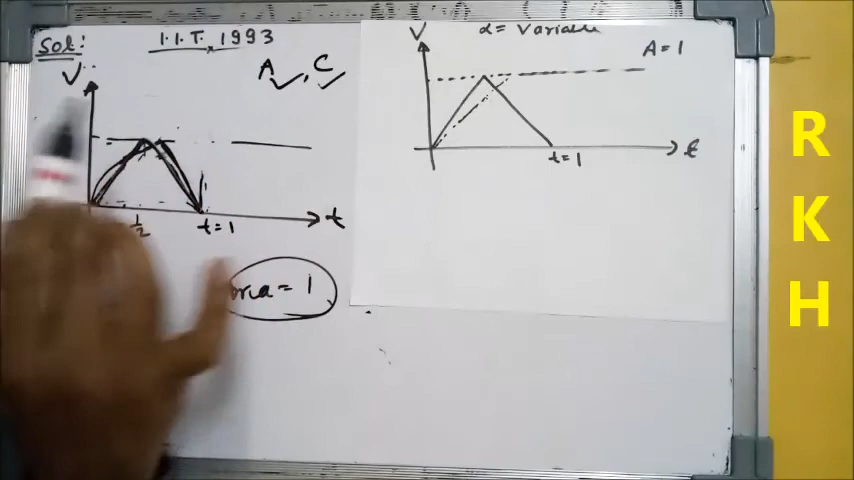 Sol:
I.I.T. 1993
A ✓, C ✓
V
1/2
t = 1
t
area = 1
V
α = Variable
A = 1
t = 1
t
R
K
H